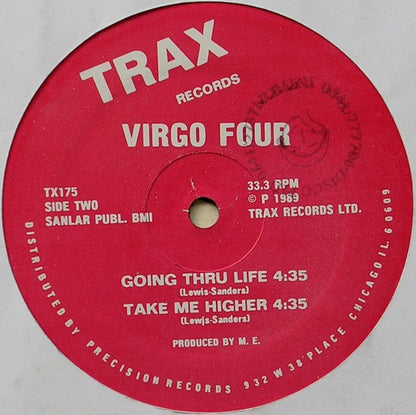 TRAX
RECORDS
VIRGO FOUR
TX175
SIDE TWO
SANLAR PUBL. BMI
33.3 RPM
© P 1989
TRAX RECORDS LTD.
GOING THRU LIFE 4:35
(Lewis-Sanders)
TAKE ME HIGHER 4:35
(Lewis-Sanders)
PRODUCED BY M. E.
DISTRIBUTED BY PRECISION RECORDS 932 W 38' PLACE CHICAGO IL. 60609